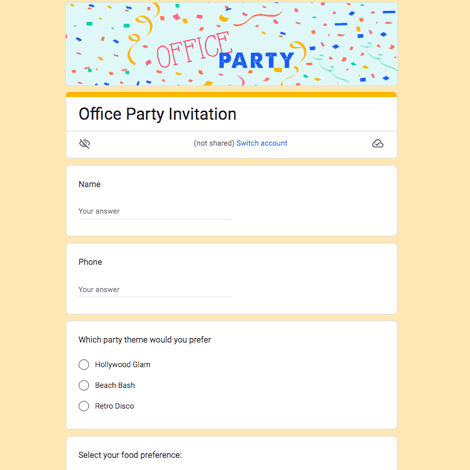 OFFICE
PARTY
Office Party Invitation
(not shared) Switch account
Name
Your answer
Phone
Your answer
Which party theme would you prefer
Hollywood Glam
Beach Bash
Retro Disco
Select your food preference: